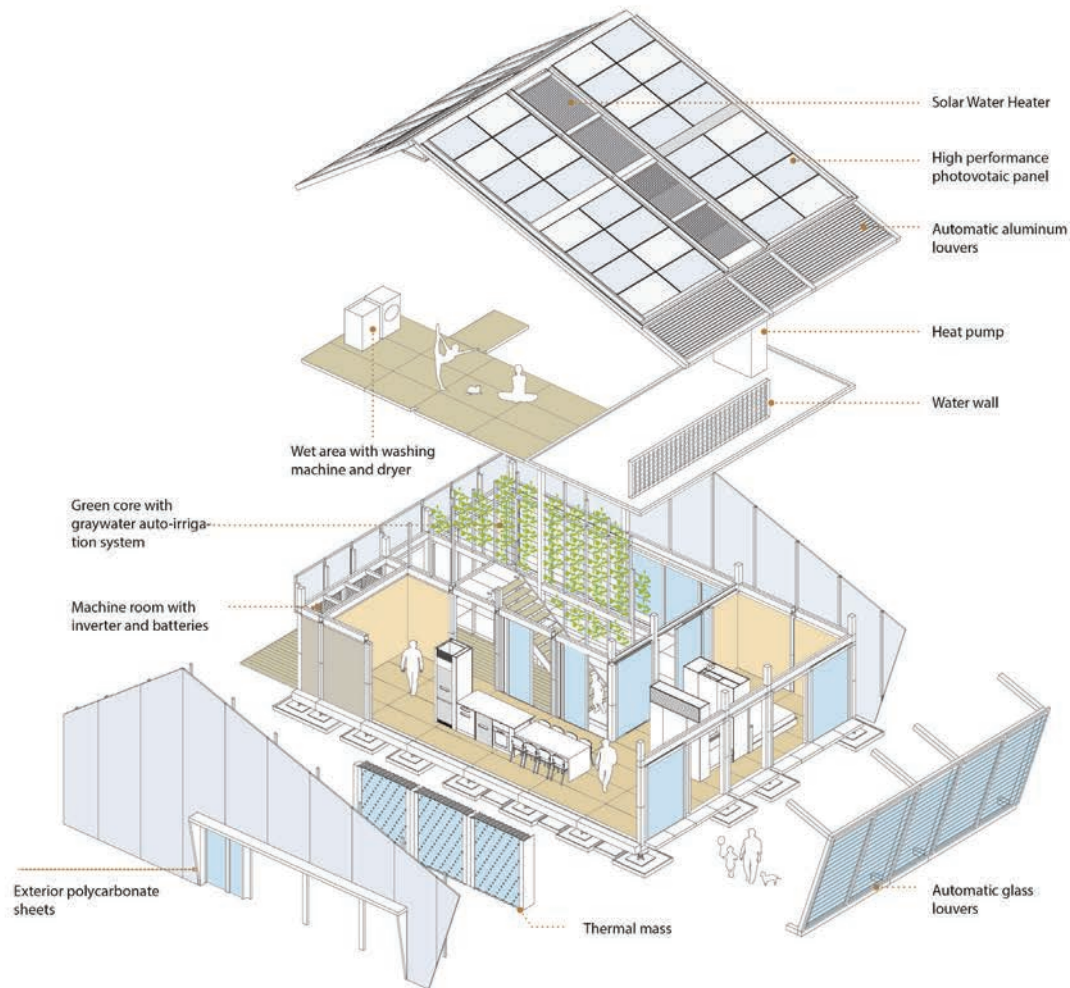 Solar Water Heater
High performance
photovotaic panel
Automatic aluminum
louvers
Heat pump
Water wall
Wet area with washing
machine and dryer
Green core with
graywater auto-irriga-
tion system
Machine room with
inverter and batteries
Exterior polycarbonate
sheets
Thermal mass
Automatic glass
louvers